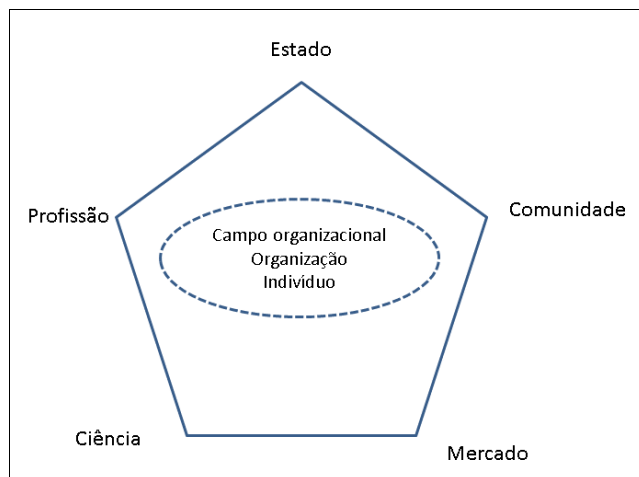 Estado
Profissão
Comunidade
Campo organizacional
Organização
Indivíduo
Ciência
Mercado